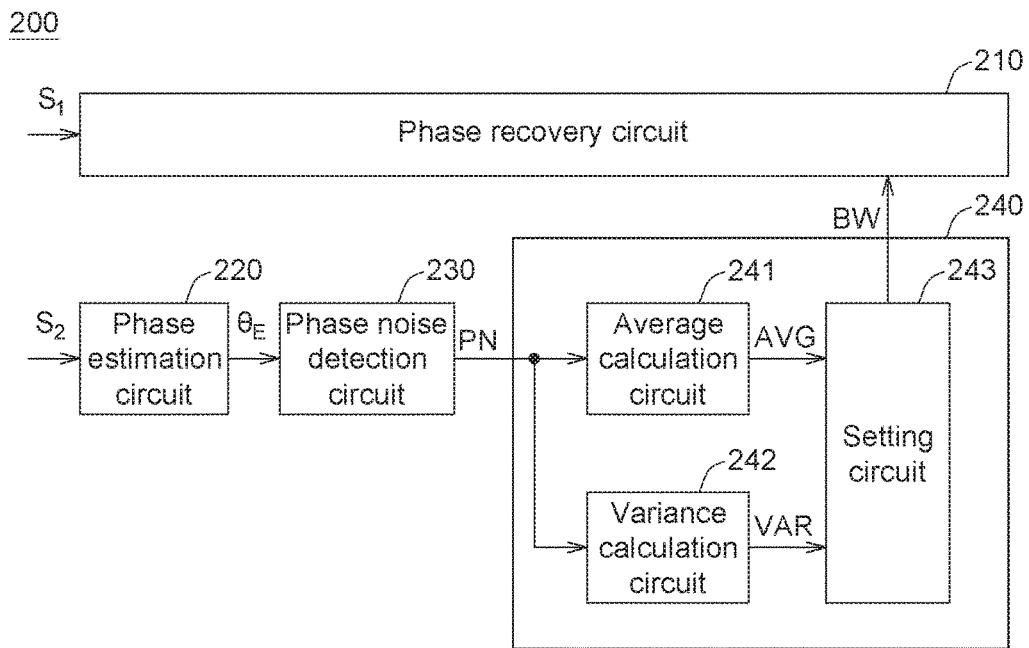 200
210
S₁
Phase recovery circuit
BW
240
220
230
241
243
S₂
Phase
estimation
circuit
θ_E
Phase noise
detection
circuit
PN
Average
calculation
circuit
AVG
Setting
circuit
242
Variance
calculation
circuit
VAR